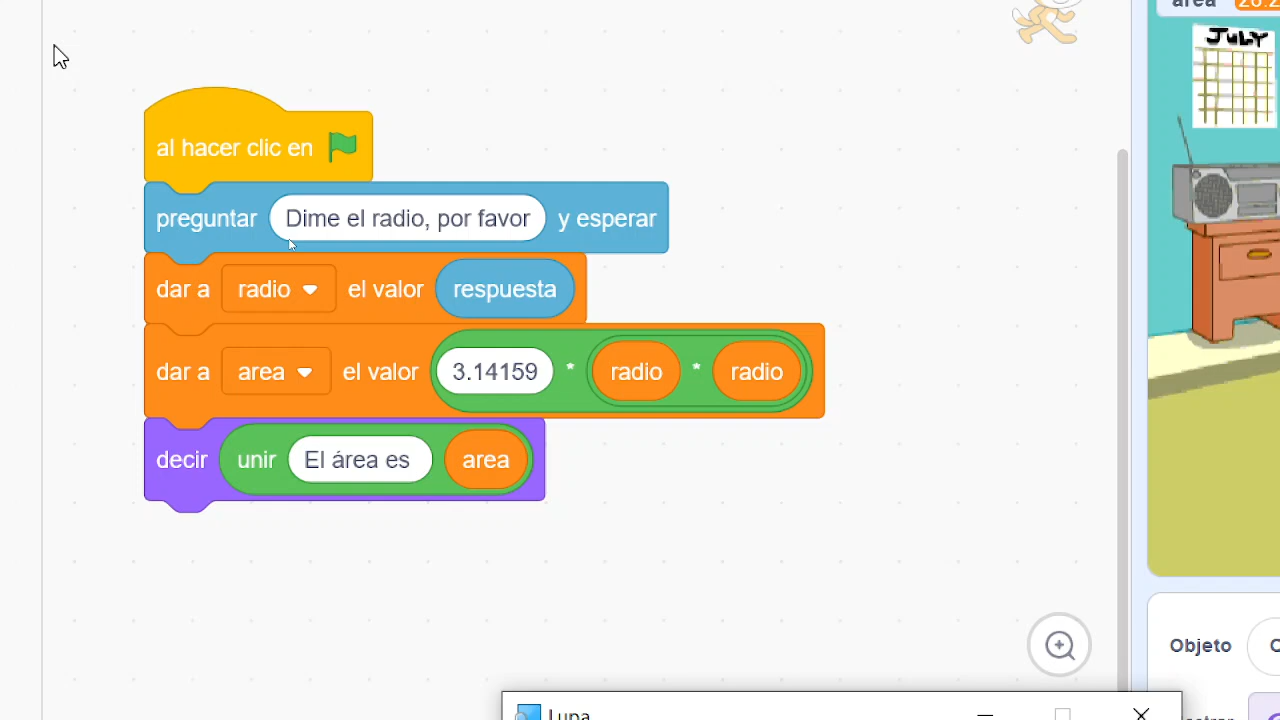 area
JULY
al hacer clic en
preguntar Dime el radio, por favor y esperar
dar a radio el valor respuesta
dar a area el valor 3.14159 * radio * radio
decir unir El área es area
Objeto
Lupa